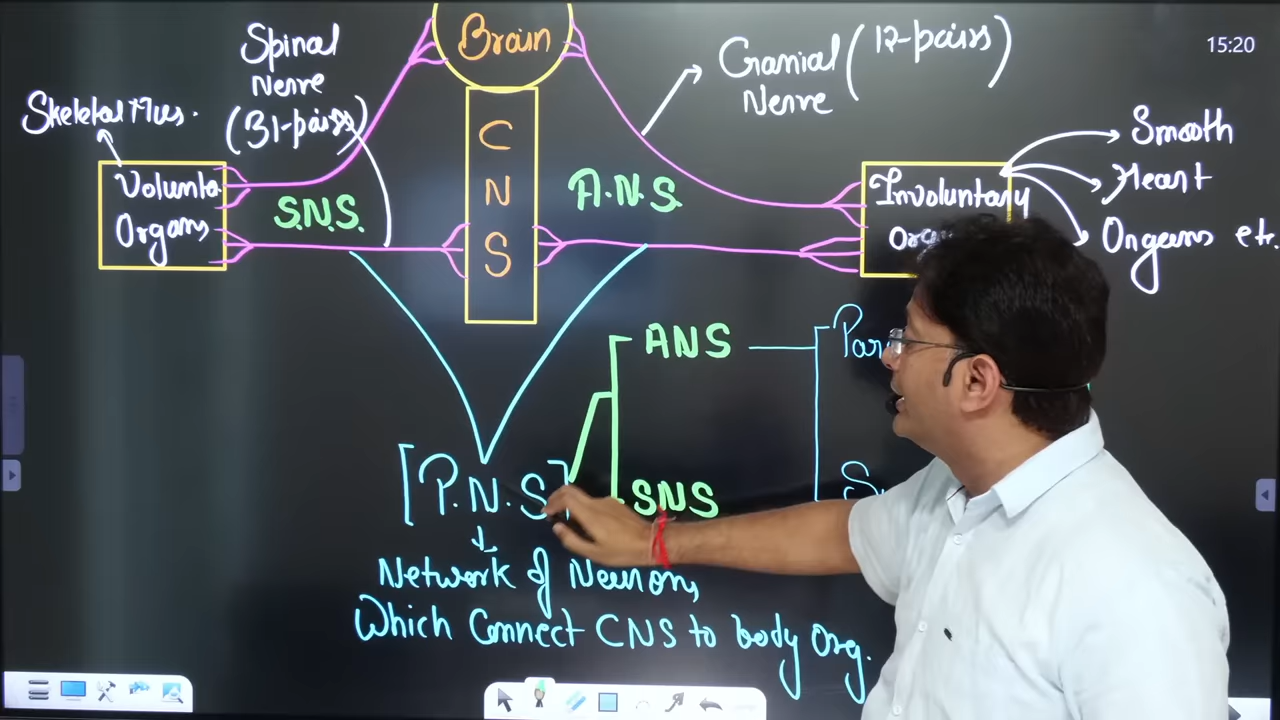 Brain
Spinal
Nerve
(31-pairs)
Cranial (12-pairs)
Nerve
15:20
Skeletal Mus.
Smooth
Heart
etc.
Volunta
Organs
S.N.S.
C
N
S
A.N.S.
Involuntary
ANS
SNS
[P.N.S]
Network of Neurons
Which Connect CNS to body Org.